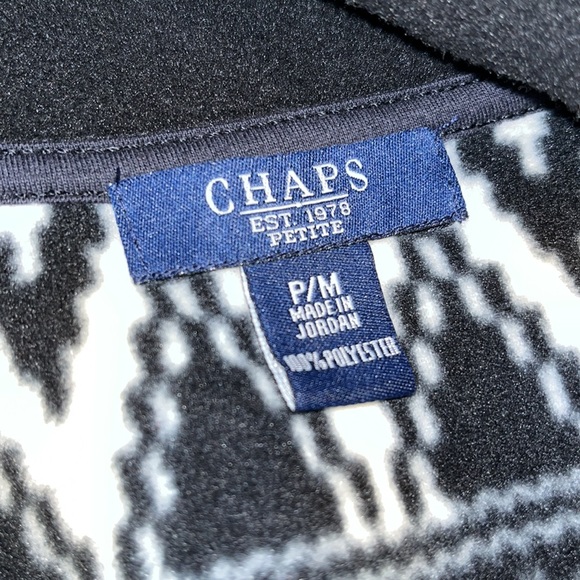 CHAPS
EST. 1978
PETITE
P/M
MADE IN
JORDAN
100% POLYESTER